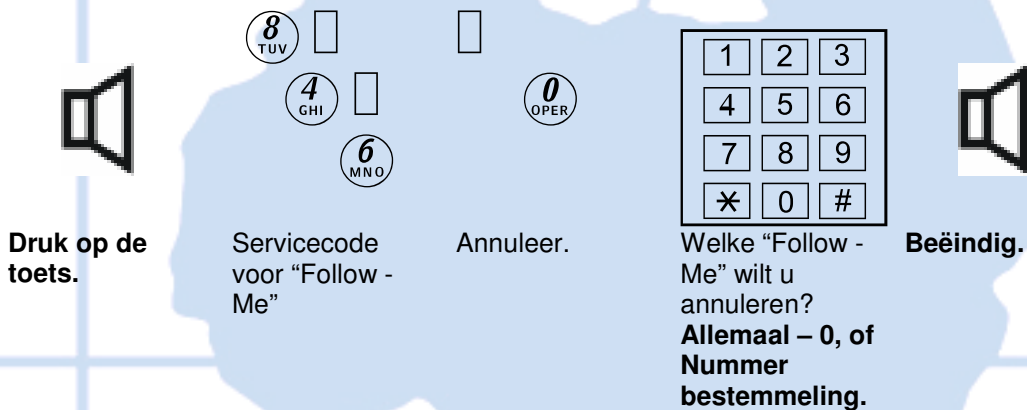 8
TUV
4
GHI
6
MNO
0
OPER
1 2 3
4 5 6
7 8 9
* 0 #
Druk op de
toets.
Servicecode
voor “Follow -
Me”
Annuleer.
Welke “Follow -
Me” wilt u
annuleren?
Allemaal – 0, of
Nummer
bestemmeling.
Beëindig.